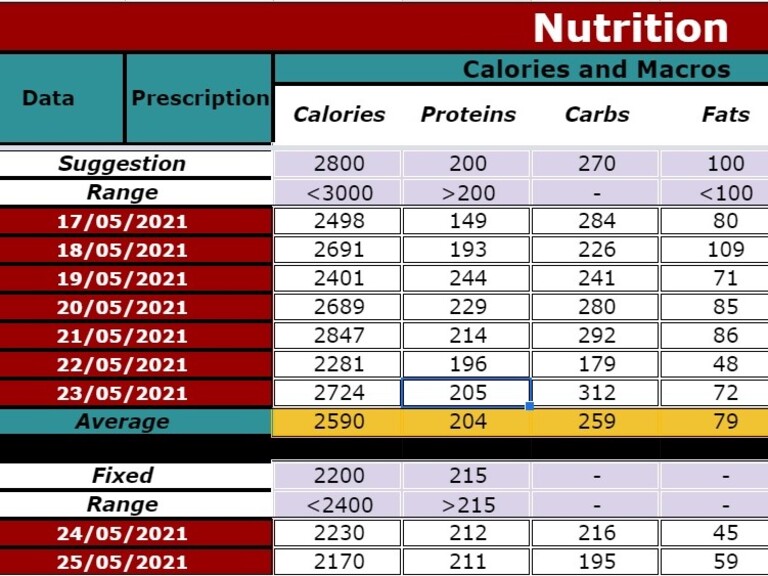 Nutrition
Data Prescription Calories and Macros
Calories Proteins Carbs Fats
Suggestion 2800 200 270 100
Range <3000 >200 - <100
17/05/2021 2498 149 284 80
18/05/2021 2691 193 226 109
19/05/2021 2401 244 241 71
20/05/2021 2689 229 280 85
21/05/2021 2847 214 292 86
22/05/2021 2281 196 179 48
23/05/2021 2724 205 312 72
Average 2590 204 259 79
Fixed 2200 215 - -
Range <2400 >215 - -
24/05/2021 2230 212 216 45
25/05/2021 2170 211 195 59